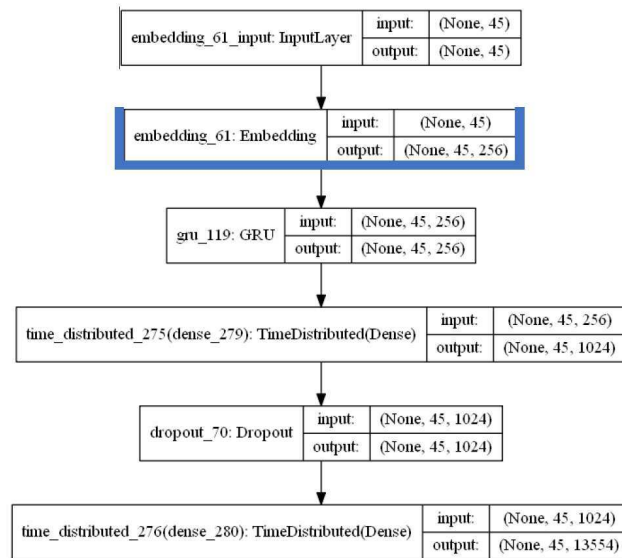 embedding_61_input: InputLayer
input: (None, 45)
output: (None, 45)
embedding_61: Embedding
input: (None, 45)
output: (None, 45, 256)
gru_119: GRU
input: (None, 45, 256)
output: (None, 45, 256)
time_distributed_275(dense_279): TimeDistributed(Dense)
input: (None, 45, 256)
output: (None, 45, 1024)
dropout_70: Dropout
input: (None, 45, 1024)
output: (None, 45, 1024)
time_distributed_276(dense_280): TimeDistributed(Dense)
input: (None, 45, 1024)
output: (None, 45, 13554)